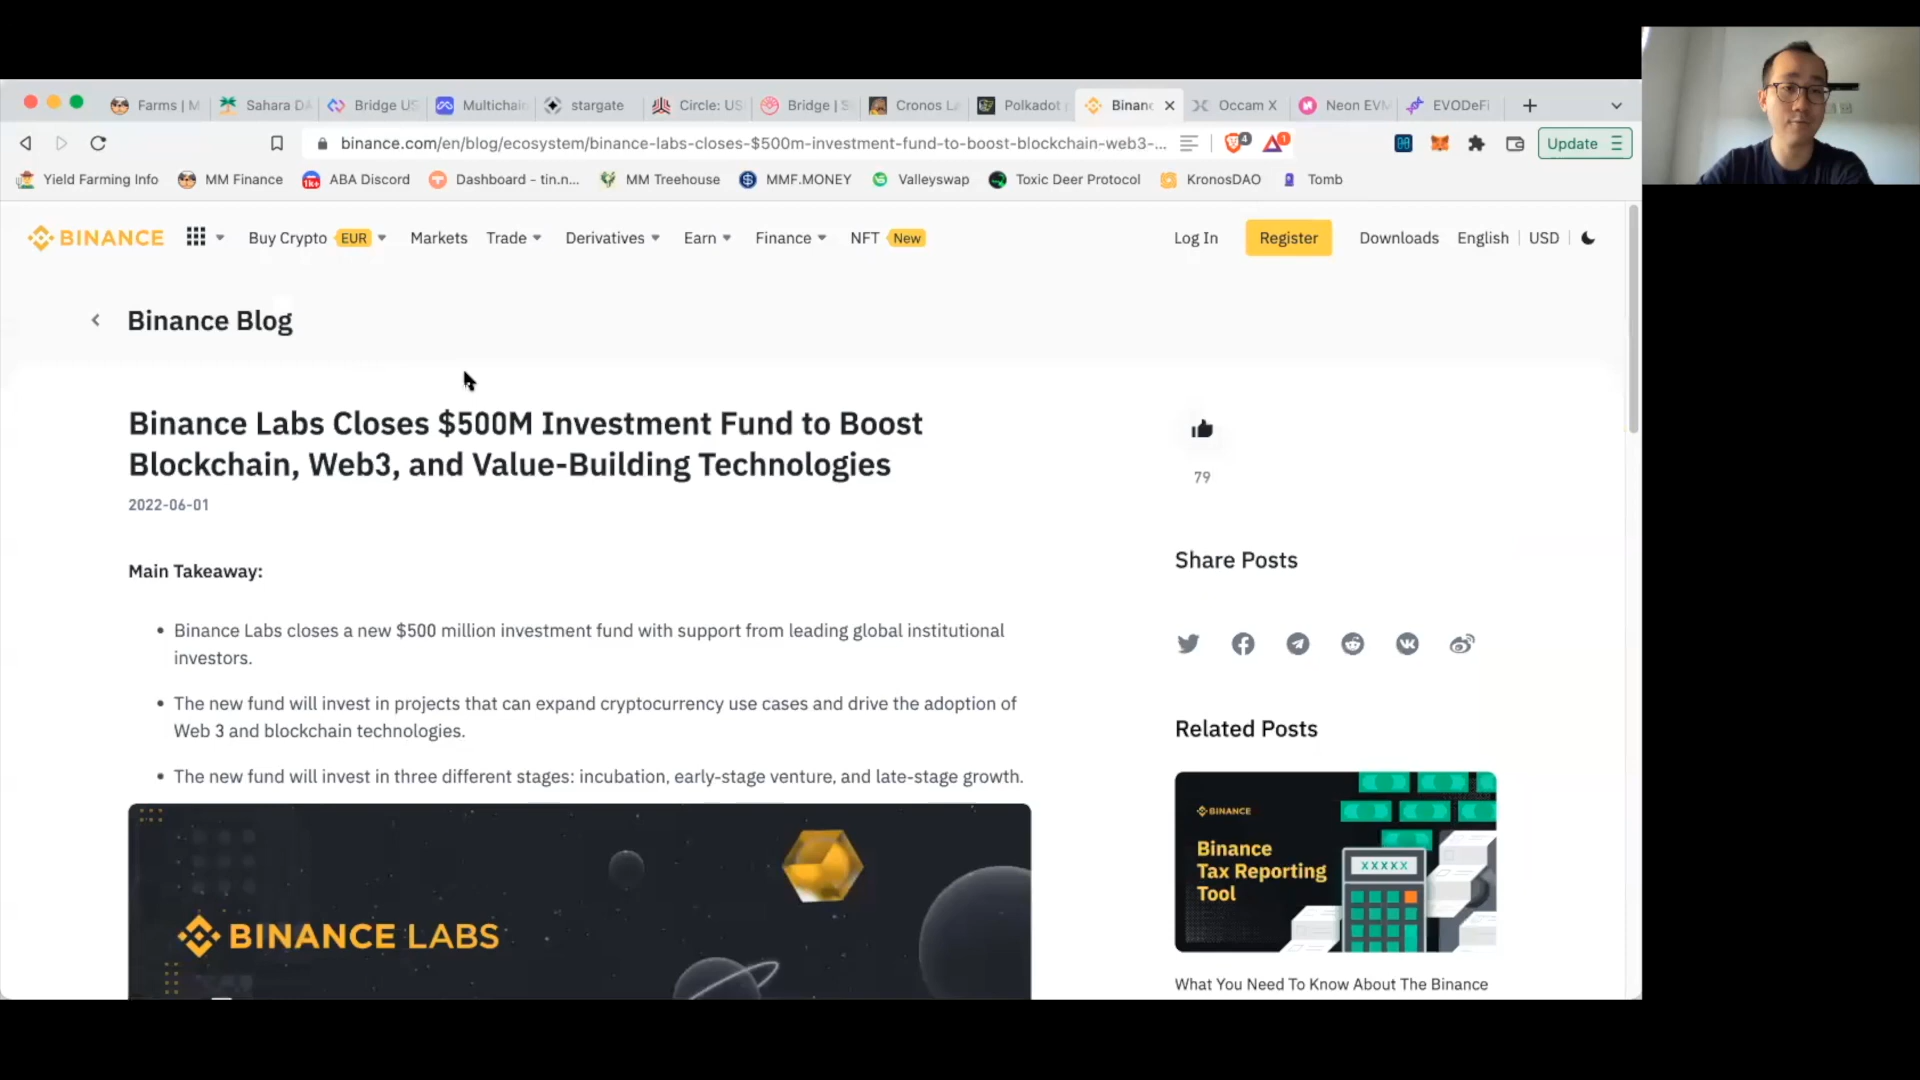 Farms | M
Sahara DA
Bridge US
Multichain
stargate
Circle: US
Bridge | S
Cronos La
Polkadot
Binanc
Occam X
Neon EVM
EVODeFi
binance.com/en/blog/ecosystem/binance-labs-closes-$500m-investment-fund-to-boost-blockchain-web3-...
4
1
Update
Yield Farming Info
MM Finance
1k+
ABA Discord
Dashboard - tin.n...
MM Treehouse
MMF.MONEY
Valleyswap
Toxic Deer Protocol
KronosDAO
Tomb
BINANCE
Buy Crypto EUR
Markets
Trade
Derivatives
Earn
Finance
NFT New
Log In
Register
Downloads
English
USD
Binance Blog
Binance Labs Closes $500M Investment Fund to Boost
Blockchain, Web3, and Value-Building Technologies
2022-06-01
79
Main Takeaway:
• Binance Labs closes a new $500 million investment fund with support from leading global institutional
investors.
• The new fund will invest in projects that can expand cryptocurrency use cases and drive the adoption of
Web 3 and blockchain technologies.
• The new fund will invest in three different stages: incubation, early-stage venture, and late-stage growth.
BINANCE LABS
Share Posts
Related Posts
BINANCE
Binance
Tax Reporting
Tool
XXXXX
What You Need To Know About The Binance